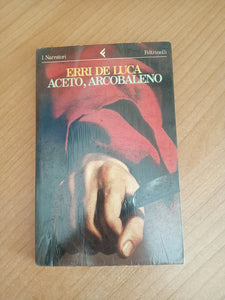 I Narratori
Feltrinelli
ERRI DE LUCA
ACETO, ARCOBALENO